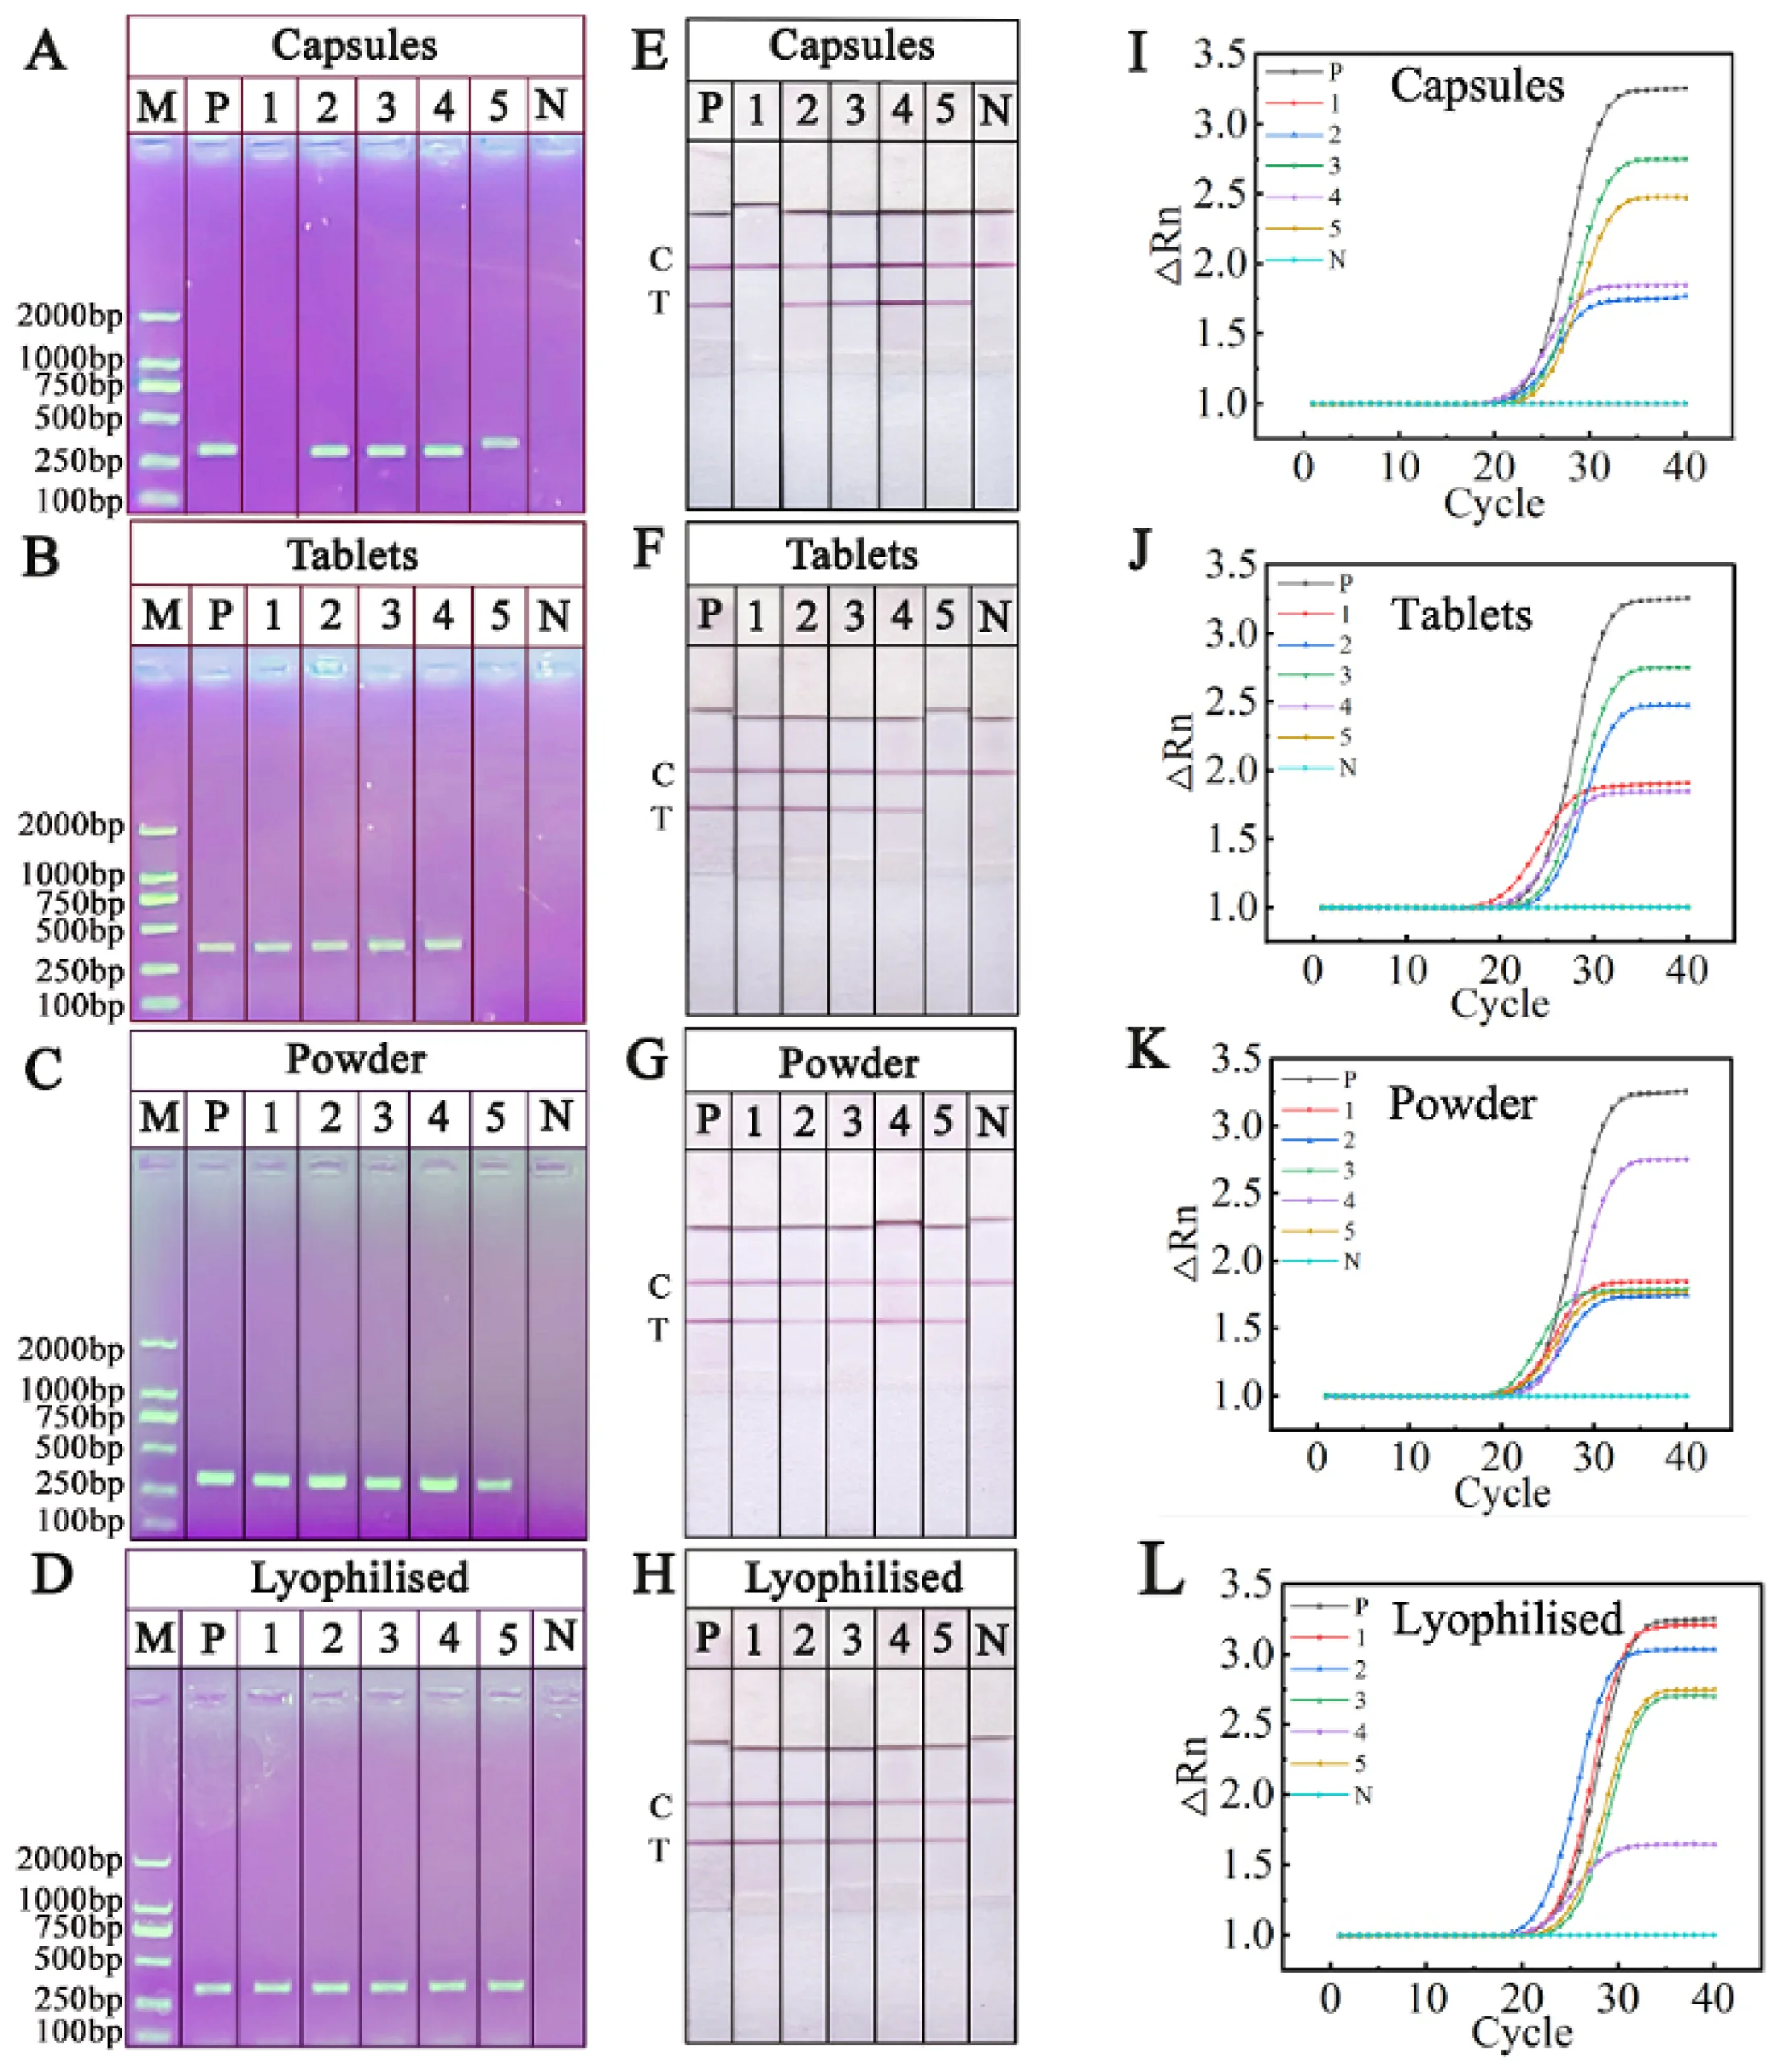 A
Capsules
M P 1 2 3 4 5 N
2000bp
1000bp
750bp
500bp
250bp
100bp
E
Capsules
P 1 2 3 4 5 N
C
T
I
Capsules
P
1
2
3
4
5
N
3.5
3.0
2.5
2.0
1.5
1.0
△Rn
0 10 20 30 40
Cycle
B
Tablets
M P 1 2 3 4 5 N
2000bp
1000bp
750bp
500bp
250bp
100bp
F
Tablets
P 1 2 3 4 5 N
C
T
J
Tablets
P
1
2
3
4
5
N
3.5
3.0
2.5
2.0
1.5
1.0
△Rn
0 10 20 30 40
Cycle
C
Powder
M P 1 2 3 4 5 N
2000bp
1000bp
750bp
500bp
250bp
100bp
G
Powder
P 1 2 3 4 5 N
C
T
K
Powder
P
1
2
3
4
5
N
3.5
3.0
2.5
2.0
1.5
1.0
△Rn
0 10 20 30 40
Cycle
D
Lyophilised
M P 1 2 3 4 5 N
2000bp
1000bp
750bp
500bp
250bp
100bp
H
Lyophilised
P 1 2 3 4 5 N
C
T
L
Lyophilised
P
1
2
3
4
5
N
3.5
3.0
2.5
2.0
1.5
1.0
△Rn
0 10 20 30 40
Cycle